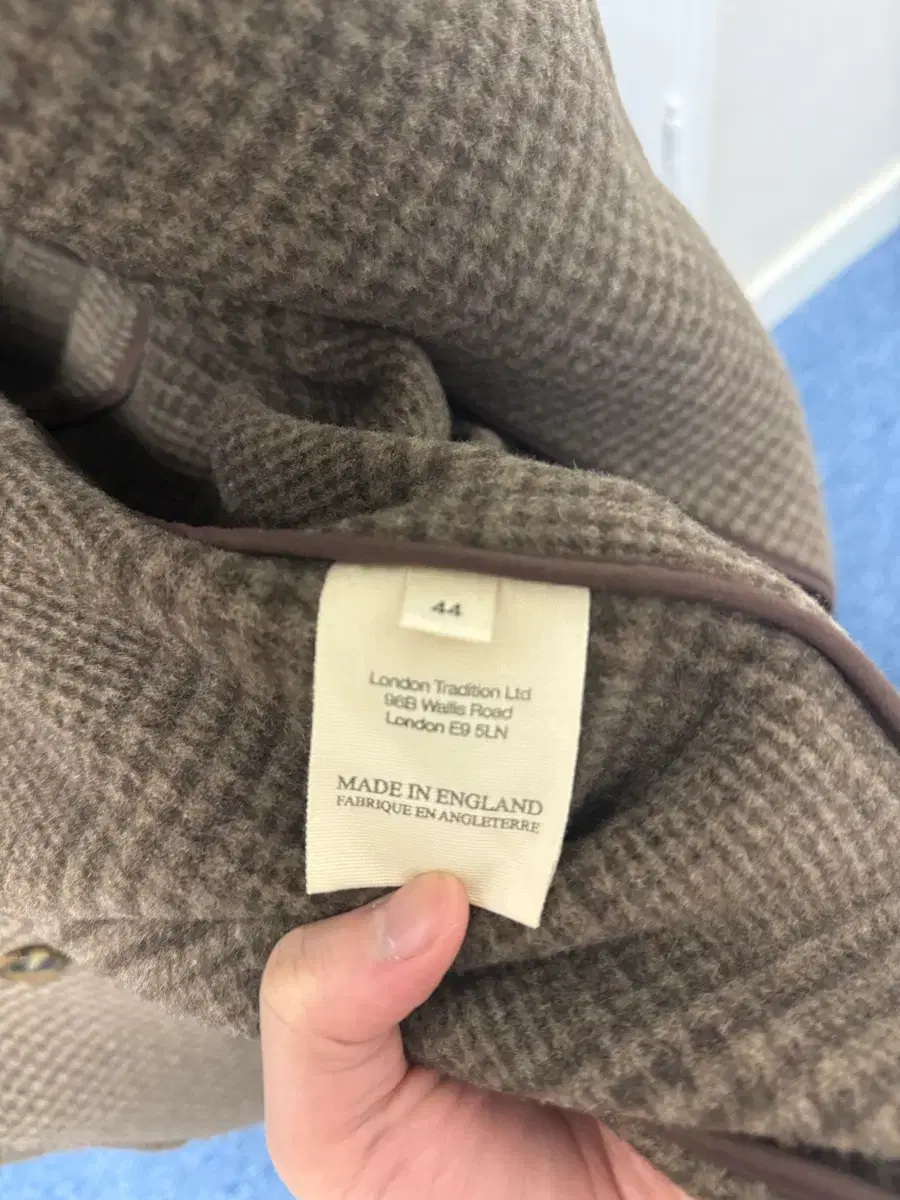 44
London Tradition Ltd
96B Wallis Road
London E9 5LN
MADE IN ENGLAND
FABRIQUE EN ANGLETERRE